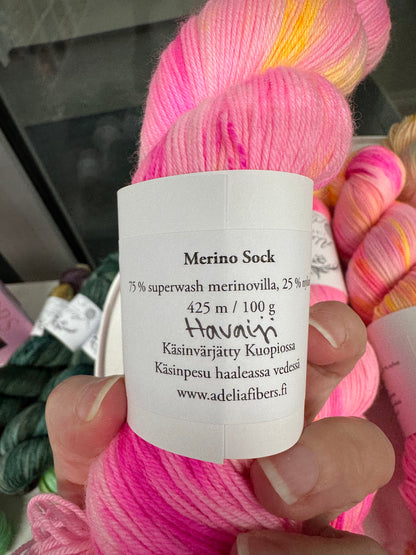 Merino Sock
75 % superwash merinovilla, 25 %
425 m / 100 g
Havaiji
Käsinvärjätty Kuopiossa
Käsinpesu haaleassa vedessä
www.adeliafibers.fi